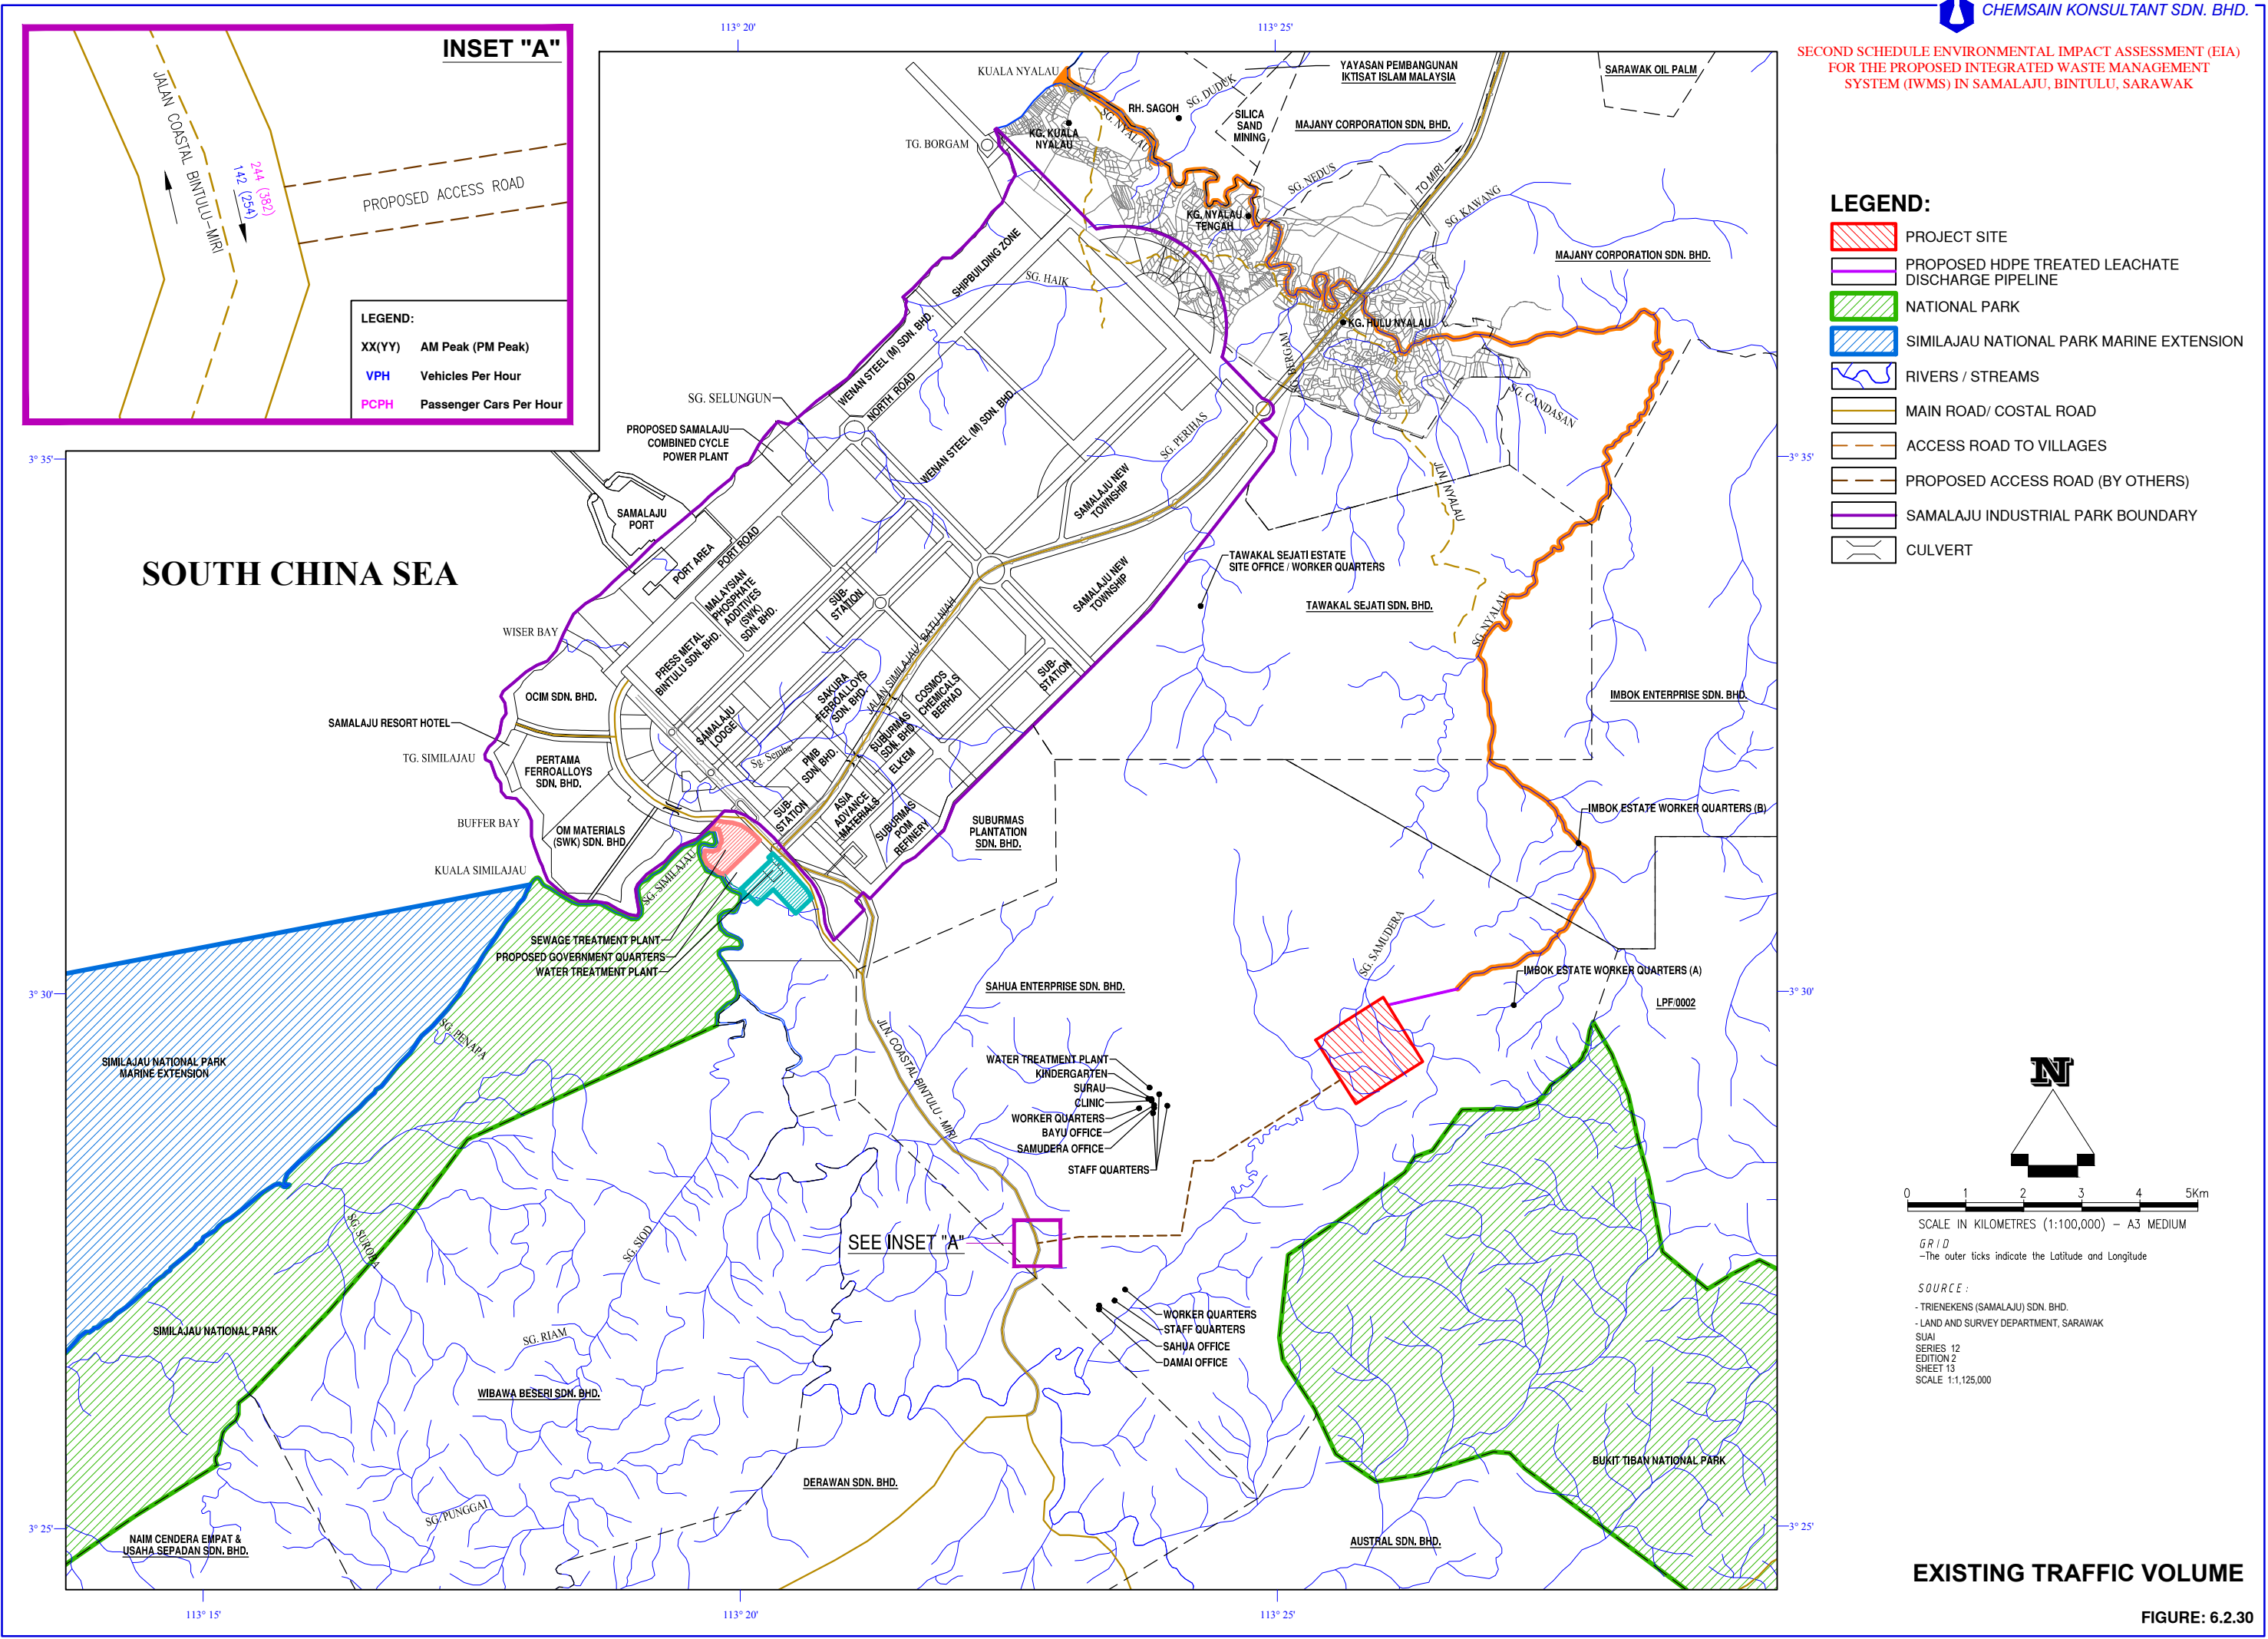 CHEMSAIN KONSULTANT SDN. BHD.
SECOND SCHEDULE ENVIRONMENTAL IMPACT ASSESSMENT (EIA)
FOR THE PROPOSED INTEGRATED WASTE MANAGEMENT
SYSTEM (IWMS) IN SAMALAJU, BINTULU, SARAWAK
INSET "A"
JALAN COASTAL BINTULU-MIRI
244 (382)
142 (254)
PROPOSED ACCESS ROAD
LEGEND:
XX(YY) AM Peak (PM Peak)
VPH Vehicles Per Hour
PCPH Passenger Cars Per Hour
113° 20'
113° 25'
KUALA NYALAU
YAYASAN PEMBANGUNAN
IKTISAT ISLAM MALAYSIA
SARAWAK OIL PALM
SG. DUDUK
RH. SAGOH
SILICA
SAND
MINING
SG. NYALAU
MAJANY CORPORATION SDN. BHD.
KG. KUALA
NYALAU
TG. BORGAM
TO MIRI
SG. NEDUS
SG. KAWANG
KG. NYALAU
TENGAH
MAJANY CORPORATION SDN. BHD.
SHIPBUILDING ZONE
SG. HAIK
KG. HULU NYALAU
WENAN STEEL (M) SDN. BHD.
NORTH ROAD
WENAN STEEL (M) SDN. BHD.
SG. SELUNGUN
SG. CANDASAN
SG. PERIHAS
PROPOSED SAMALAJU
COMBINED CYCLE
POWER PLANT
3° 35'
3° 35'
JLN. NYALAU
SAMALAJU NEW
TOWNSHIP
SAMALAJU
PORT
PORT ROAD
PORT AREA
SOUTH CHINA SEA
TAWAKAL SEJATI ESTATE
SITE OFFICE / WORKER QUARTERS
TAWAKAL SEJATI SDN. BHD.
SAMALAJU NEW
TOWNSHIP
MALAYSIAN
PHOSPHATE
ADDITIVES
(SWK)
SDN. BHD.
SUB-
STATION
JALAN SIMILAJAU - BATU NIAH
WISER BAY
PRESS METAL
BINTULU SDN. BHD.
SG. NYALAU
OCIM SDN. BHD.
SAKURA
FERROALLOYS
SDN. BHD.
COSMOS
CHEMICALS
BERHAD
SUB-
STATION
IMBOK ENTERPRISE SDN. BHD.
SAMALAJU RESORT HOTEL
SAMALAJU
LODGE
SUBURMAS
SDN. BHD.
ELKEM
TG. SIMILAJAU
Sg. Semba
PMB
SDN. BHD.
PERTAMA
FERROALLOYS
SDN. BHD.
SUB-
STATION
ASIA
ADVANCE
MATERIALS
SUBURMAS
POM
REFINERY
IMBOK ESTATE WORKER QUARTERS (B)
BUFFER BAY
OM MATERIALS
(SWK) SDN. BHD.
SUBURMAS
PLANTATION
SDN. BHD.
KUALA SIMILAJAU
SG. SIMILAJAU
SEWAGE TREATMENT PLANT
PROPOSED GOVERNMENT QUARTERS
WATER TREATMENT PLANT
SG. SAMUDERA
IMBOK ESTATE WORKER QUARTERS (A)
3° 30'
3° 30'
SAHUA ENTERPRISE SDN. BHD.
LPF/0002
SG. PENAPA
JLN. COASTAL BINTULU - MIRI
SIMILAJAU NATIONAL PARK
MARINE EXTENSION
WATER TREATMENT PLANT
KINDERGARTEN
SURAU
CLINIC
WORKER QUARTERS
BAYU OFFICE
SAMUDERA OFFICE
STAFF QUARTERS
SG. SIOD
SEE INSET "A"
WORKER QUARTERS
STAFF QUARTERS
SAHUA OFFICE
DAMAI OFFICE
SIMILAJAU NATIONAL PARK
SG. RIAM
WIBAWA BESERI SDN. BHD.
BUKIT TIBAN NATIONAL PARK
DERAWAN SDN. BHD.
SG. PUNGGAI
3° 25'
3° 25'
NAIM CENDERA EMPAT &
USAHA SEPADAN SDN. BHD.
AUSTRAL SDN. BHD.
113° 15'
113° 20'
113° 25'
LEGEND:
PROJECT SITE
PROPOSED HDPE TREATED LEACHATE
DISCHARGE PIPELINE
NATIONAL PARK
SIMILAJAU NATIONAL PARK MARINE EXTENSION
RIVERS / STREAMS
MAIN ROAD/ COSTAL ROAD
ACCESS ROAD TO VILLAGES
PROPOSED ACCESS ROAD (BY OTHERS)
SAMALAJU INDUSTRIAL PARK BOUNDARY
CULVERT
N
0 1 2 3 4 5Km
SCALE IN KILOMETRES (1:100,000) - A3 MEDIUM
GRID
-The outer ticks indicate the Latitude and Longitude
SOURCE:
- TRIENEKENS (SAMALAJU) SDN. BHD.
- LAND AND SURVEY DEPARTMENT, SARAWAK
SUAI
SERIES 12
EDITION 2
SHEET 13
SCALE 1:1,125,000
EXISTING TRAFFIC VOLUME
FIGURE: 6.2.30